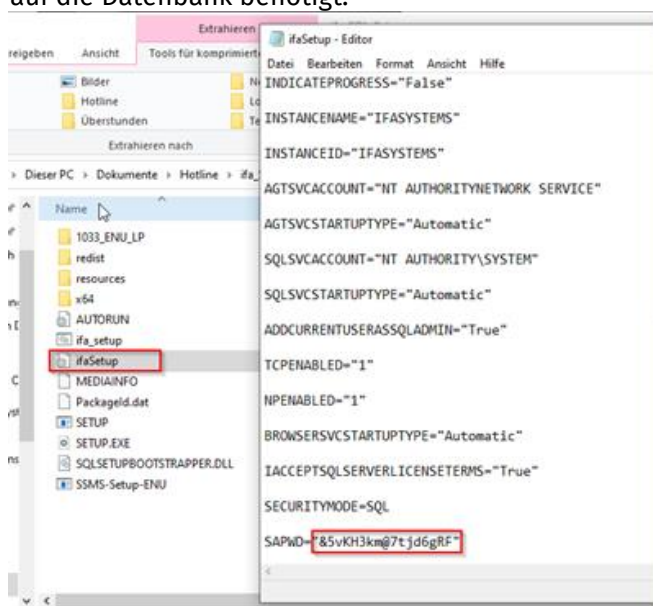 auf die Datenbank benötigt.
Extrahieren
reigeben Ansicht Tools für komprimierte
Bilder
Hotline
Überstunden
Extrahieren nach
Dieser PC › Dokumente › Hotline › ifa_
Name
1033_ENU_LP
redist
resources
x64
AUTORUN
ifa_setup
ifaSetup
MEDIAINFO
PackageId.dat
SETUP
SETUP.EXE
SQLSETUPBOOTSTRAPPER.DLL
SSMS-Setup-ENU
ifaSetup - Editor
Datei Bearbeiten Format Ansicht Hilfe
INDICATEPROGRESS="False"
INSTANCENAME="IFASYSTEMS"
INSTANCEID="IFASYSTEMS"
AGTSVCACCOUNT="NT AUTHORITYNETWORK SERVICE"
AGTSVCSTARTUPTYPE="Automatic"
SQLSVCACCOUNT="NT AUTHORITY\SYSTEM"
SQLSVCSTARTUPTYPE="Automatic"
ADDCURRENTUSERASSQLADMIN="True"
TCPENABLED="1"
NPENABLED="1"
BROWSERSVCSTARTUPTYPE="Automatic"
IACCEPTSQLSERVERLICENSETERMS="True"
SECURITYMODE=SQL
SAPWD="&5vKH3km@7tjd6gRF"